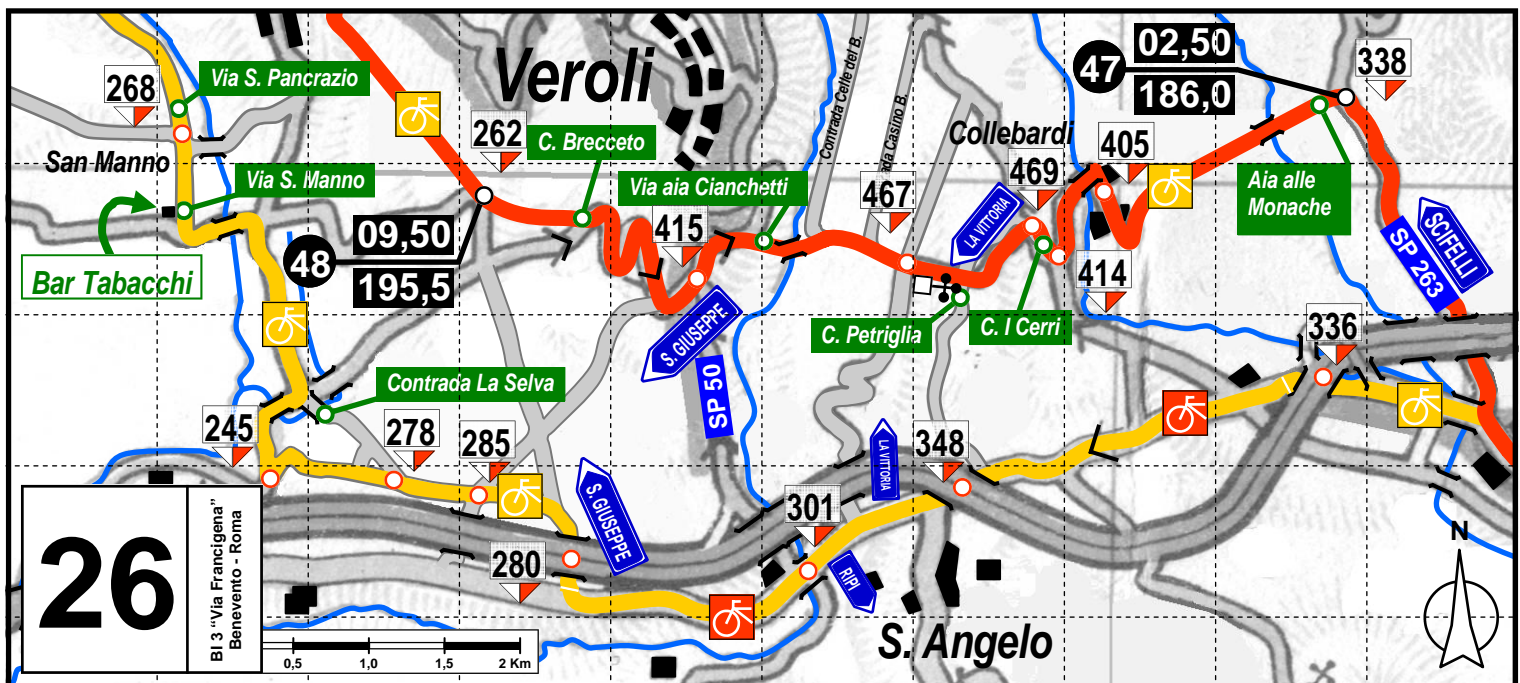 Veroli
Via S. Pancrazio
268
262
C. Brecceto
San Manno
Via S. Manno
Via aia Cianchetti
Contrada Celle del B.
ada Casino B.
Collebardi
47
02,50
186,0
338
405
469
467
415
414
Aia alle
Monache
LA VITTORIA
SCIFELLI
SP 263
48
09,50
195,5
Bar Tabacchi
S. GIUSEPPE
SP 50
C. Petriglia
C. I Cerri
336
Contrada La Selva
245
278
285
S. GIUSEPPE
280
LA VITTORIA
348
301
RIPI
S. Angelo
N
26
BI 3 “Via Francigena”
Benevento - Roma
0,5 1,0 1,5 2 Km